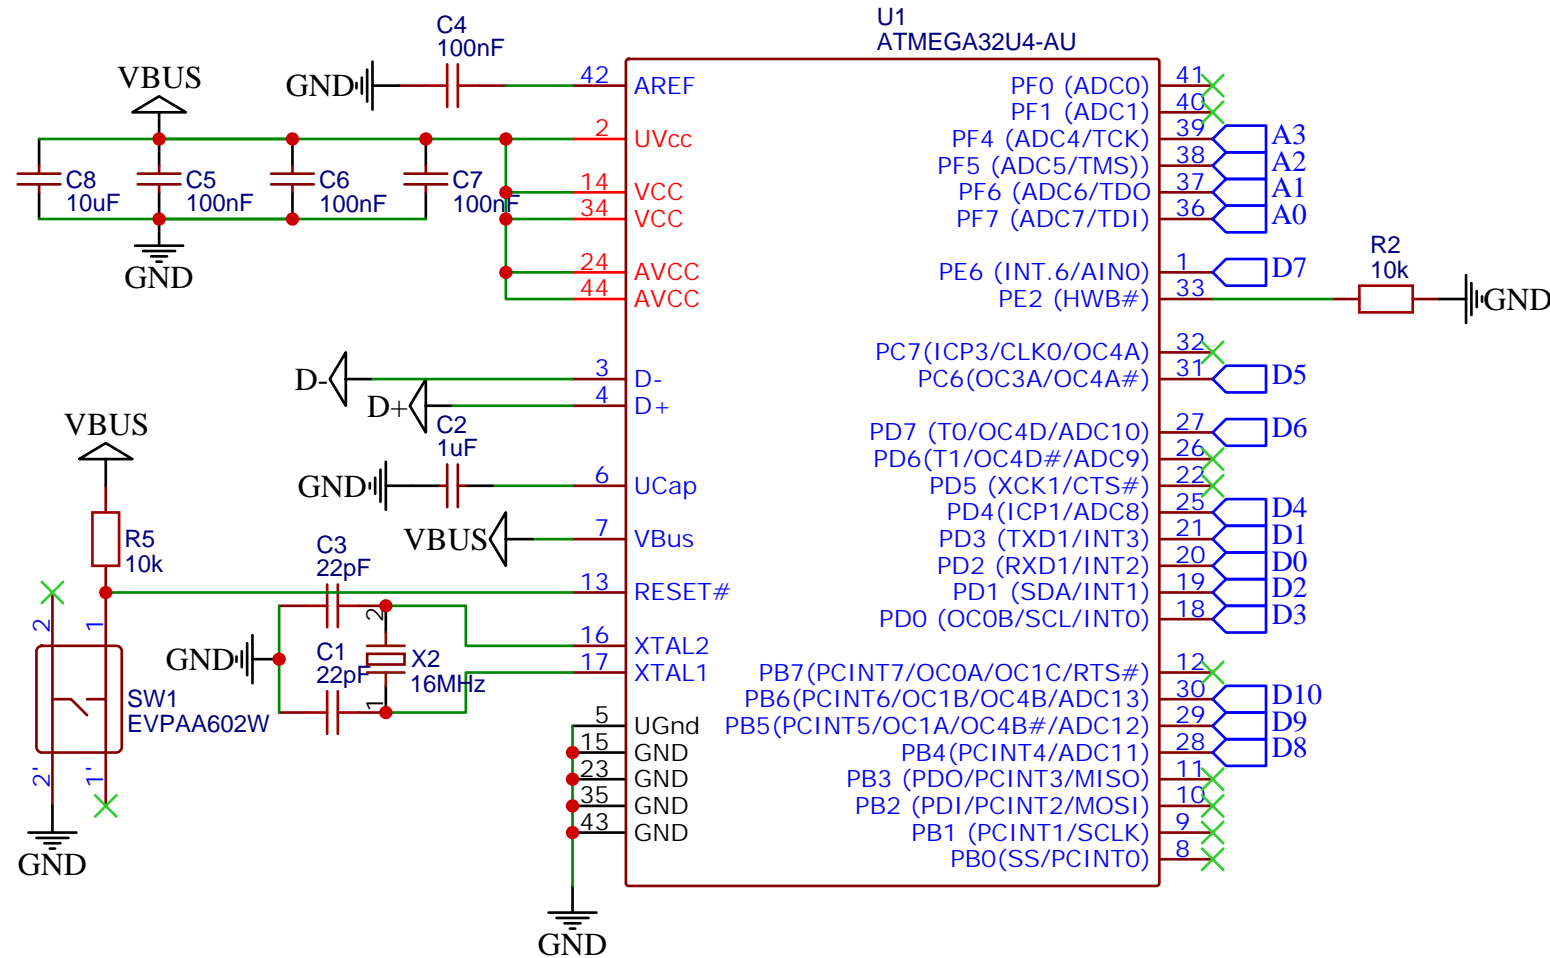 U1
ATMEGA32U4-AU
C4
100nF
GND
42
AREF
VBUS
2
UVcc
C8
10uF
C5
100nF
C6
100nF
C7
100nF
14
VCC
34
VCC
GND
24
AVCC
44
AVCC
D-
3
D-
D+
4
D+
C2
1uF
GND
6
UCap
VBUS
7
VBus
VBUS
R5
10k
13
RESET#
C3
22pF
2
16
XTAL2
GND
C1
22pF
X2
16MHz
1
17
XTAL1
2
1
SW1
EVPAA602W
2'
1'
GND
5
UGnd
15
GND
23
GND
35
GND
43
GND
GND
PF0 (ADC0)
41
PF1 (ADC1)
40
PF4 (ADC4/TCK)
39
A3
PF5 (ADC5/TMS))
38
A2
PF6 (ADC6/TDO
37
A1
PF7 (ADC7/TDI)
36
A0
PE6 (INT.6/AIN0)
1
D7
PE2 (HWB#)
33
R2
10k
GND
PC7(ICP3/CLK0/OC4A)
32
PC6(OC3A/OC4A#)
31
D5
PD7 (T0/OC4D/ADC10)
27
D6
PD6(T1/OC4D#/ADC9)
26
PD5 (XCK1/CTS#)
22
PD4(ICP1/ADC8)
25
D4
PD3 (TXD1/INT3)
21
D1
PD2 (RXD1/INT2)
20
D0
PD1 (SDA/INT1)
19
D2
PD0 (OC0B/SCL/INT0)
18
D3
PB7(PCINT7/OC0A/OC1C/RTS#)
12
PB6(PCINT6/OC1B/OC4B/ADC13)
30
D10
PB5(PCINT5/OC1A/OC4B#/ADC12)
29
D9
PB4(PCINT4/ADC11)
28
D8
PB3 (PDO/PCINT3/MISO)
11
PB2 (PDI/PCINT2/MOSI)
10
PB1 (PCINT1/SCLK)
9
PB0(SS/PCINT0)
8